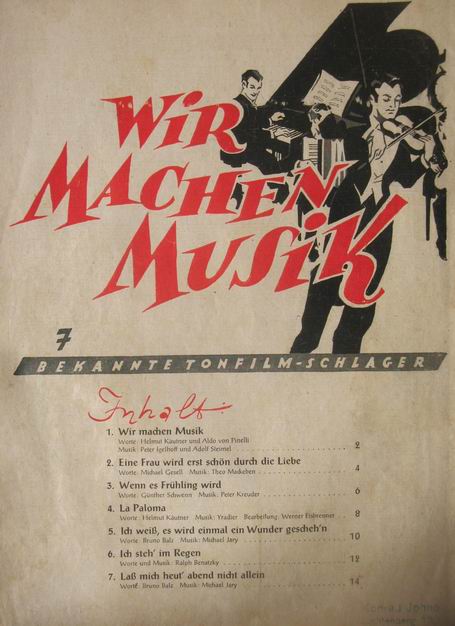 WiR
MACHEN
MUSiK
7
BEKANNTE TONFILM-SCHLAGER
Inhalt
1. Wir machen Musik
Worte: Helmut Käutner und Aldo von Pinelli
Musik: Peter Igelhoff und Adolf Steimel 2
2. Eine Frau wird erst schön durch die Liebe
Worte: Michael Gesell Musik: Theo Mackeben 4
3. Wenn es Frühling wird
Worte: Günther Schwenn Musik: Peter Kreuder 6
4. La Paloma
Worte: Helmut Käutner Musik: Yradier Bearbeitung: Werner Eisbrenner 8
5. Ich weiß, es wird einmal ein Wunder gescheh'n
Worte: Bruno Balz Musik: Michael Jary 10
6. Ich steh' im Regen
Worte und Musik: Ralph Benatzky 12
7. Laß mich heut' abend nicht allein
Worte: Bruno Balz Musik: Michael Jary 14